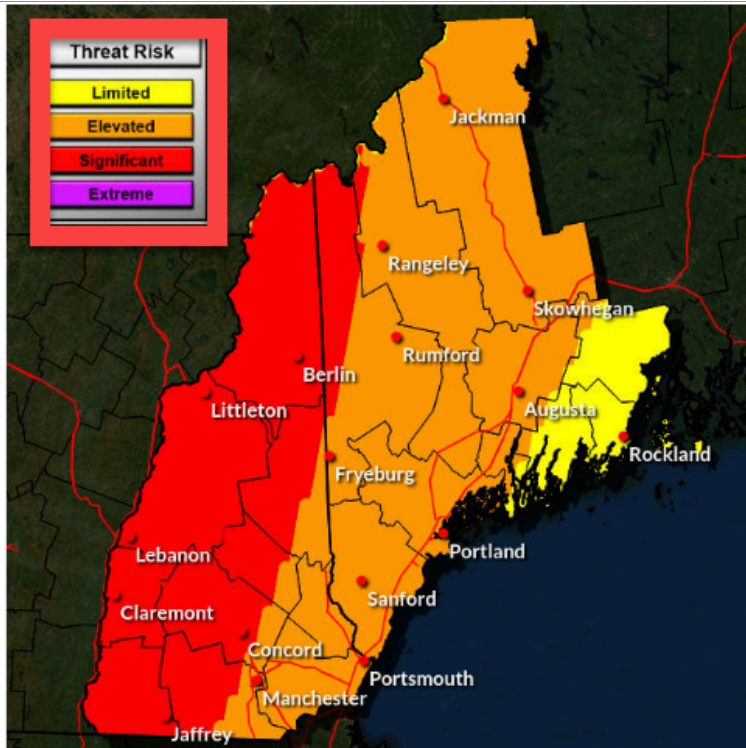 Threat Risk
Limited
Elevated
Significant
Extreme
Jackman
Rangeley
Skowhegan
Rumford
Berlin
Littleton
Augusta
Rockland
Fryeburg
Lebanon
Portland
Claremont
Sanford
Concord
Portsmouth
Manchester
Jaffrey